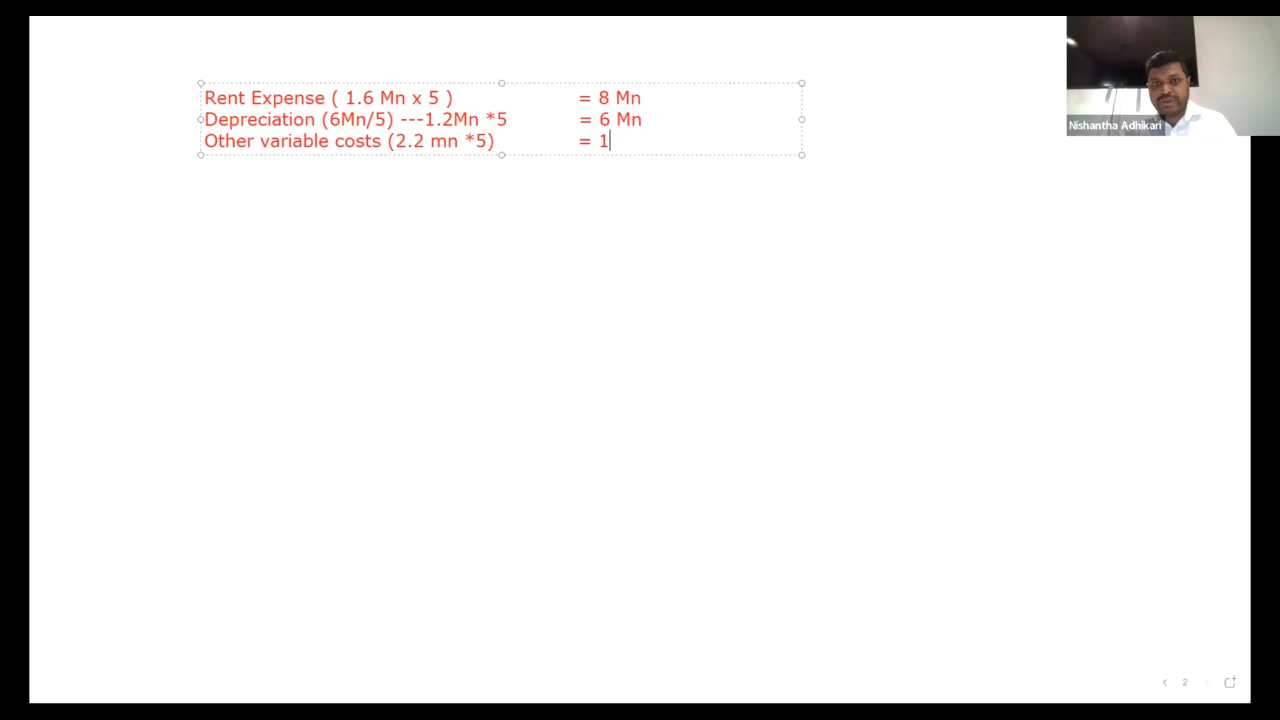 Rent Expense ( 1.6 Mn x 5 ) = 8 Mn
Depreciation (6Mn/5) ---1.2Mn *5 = 6 Mn
Other variable costs (2.2 mn *5) = 1
Nishantha Adhikari
2